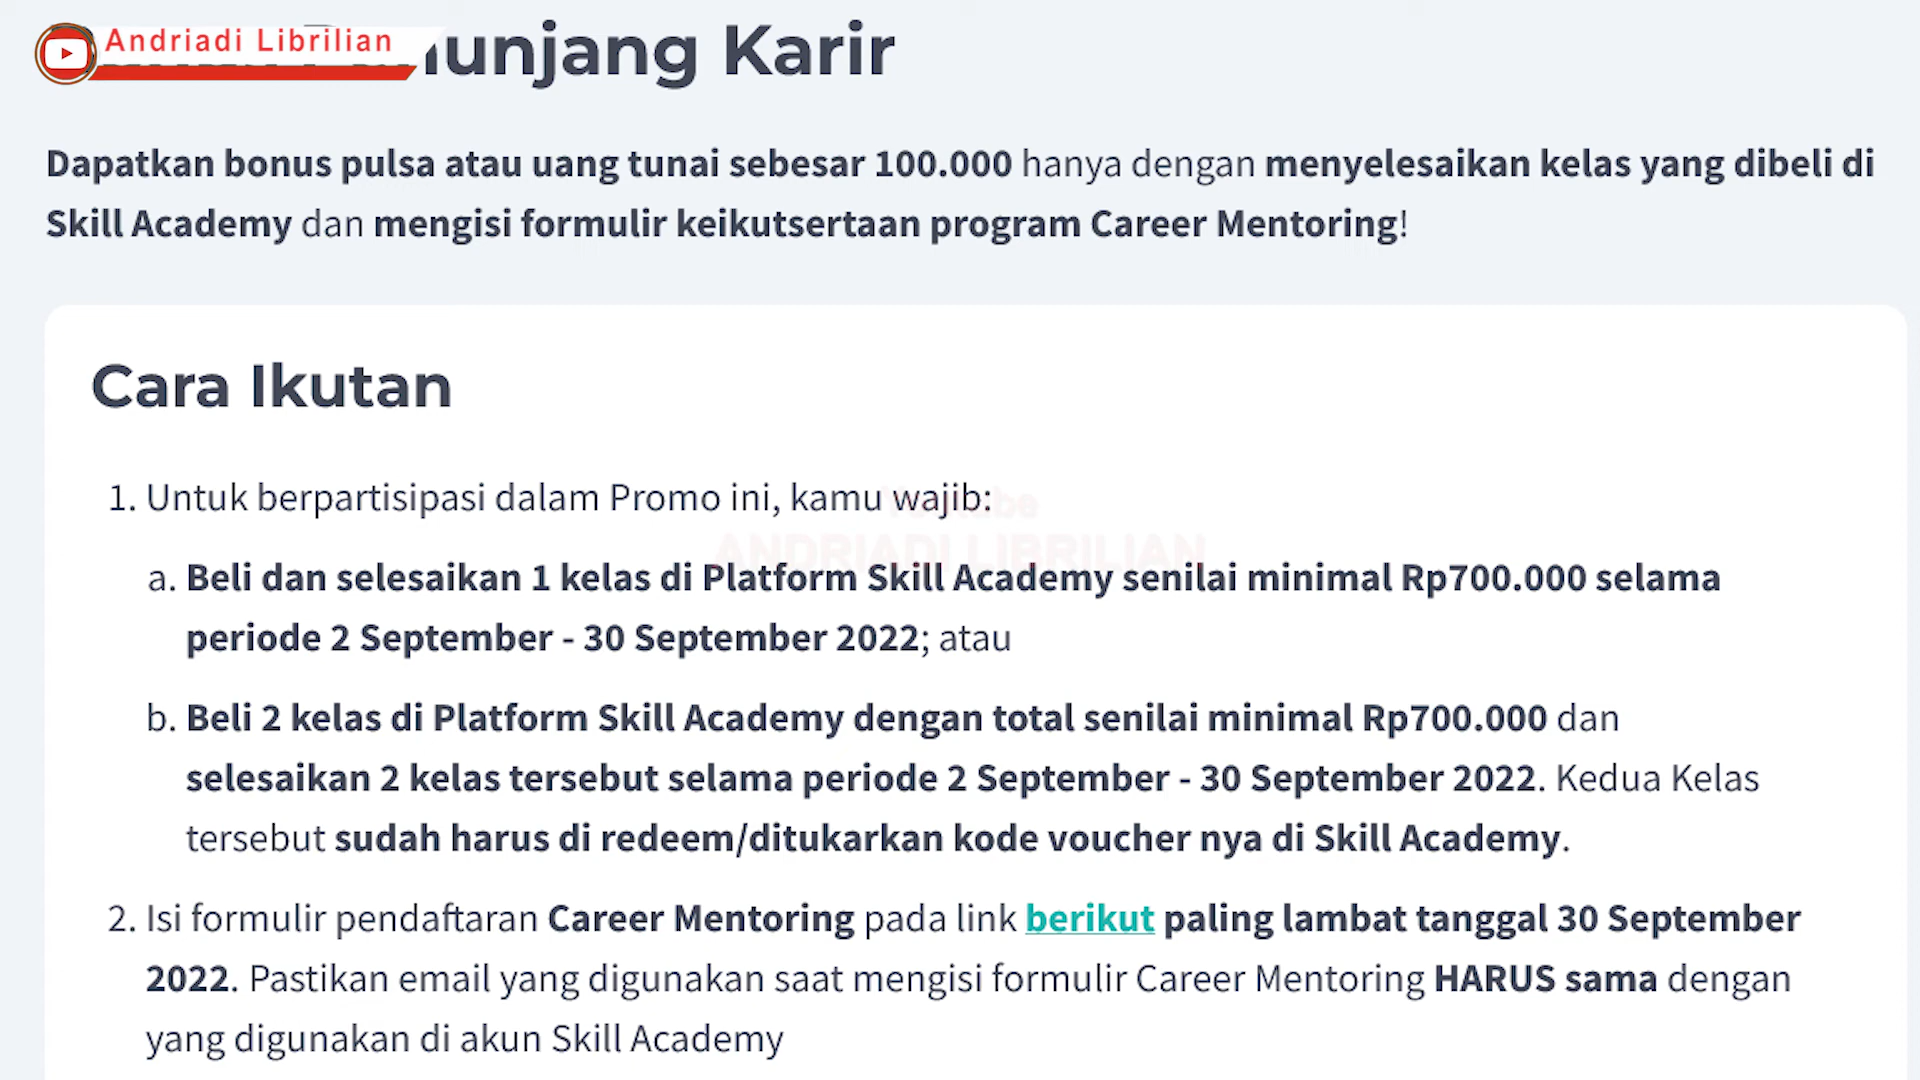 Andriadi Librilian
unjang Karir
Dapatkan bonus pulsa atau uang tunai sebesar 100.000 hanya dengan menyelesaikan kelas yang dibeli di
Skill Academy dan mengisi formulir keikutsertaan program Career Mentoring!
Cara Ikutan
1. Untuk berpartisipasi dalam Promo ini, kamu wajib:
Youtube
ANDRIADI LIBRILIAN
a. Beli dan selesaikan 1 kelas di Platform Skill Academy senilai minimal Rp700.000 selama
periode 2 September - 30 September 2022; atau
b. Beli 2 kelas di Platform Skill Academy dengan total senilai minimal Rp700.000 dan
selesaikan 2 kelas tersebut selama periode 2 September - 30 September 2022. Kedua Kelas
tersebut sudah harus di redeem/ditukarkan kode voucher nya di Skill Academy.
2. Isi formulir pendaftaran Career Mentoring pada link berikut paling lambat tanggal 30 September
2022. Pastikan email yang digunakan saat mengisi formulir Career Mentoring HARUS sama dengan
yang digunakan di akun Skill Academy